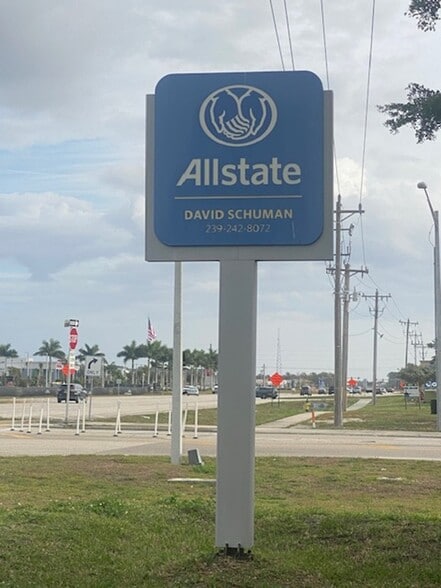 Allstate
DAVID SCHUMAN
239-242-8072